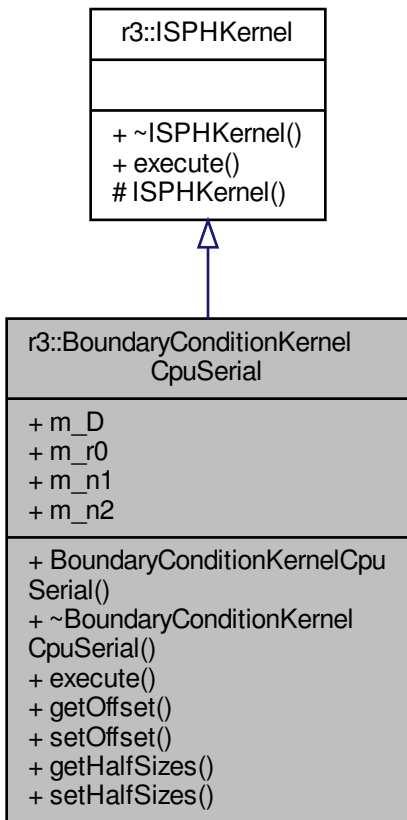 r3::ISPHKernel
+ ~ISPHKernel()
+ execute()
# ISPHKernel()
r3::BoundaryConditionKernel
CpuSerial
+ m_D
+ m_r0
+ m_n1
+ m_n2
+ BoundaryConditionKernelCpu
Serial()
+ ~BoundaryConditionKernel
CpuSerial()
+ execute()
+ getOffset()
+ setOffset()
+ getHalfSizes()
+ setHalfSizes()